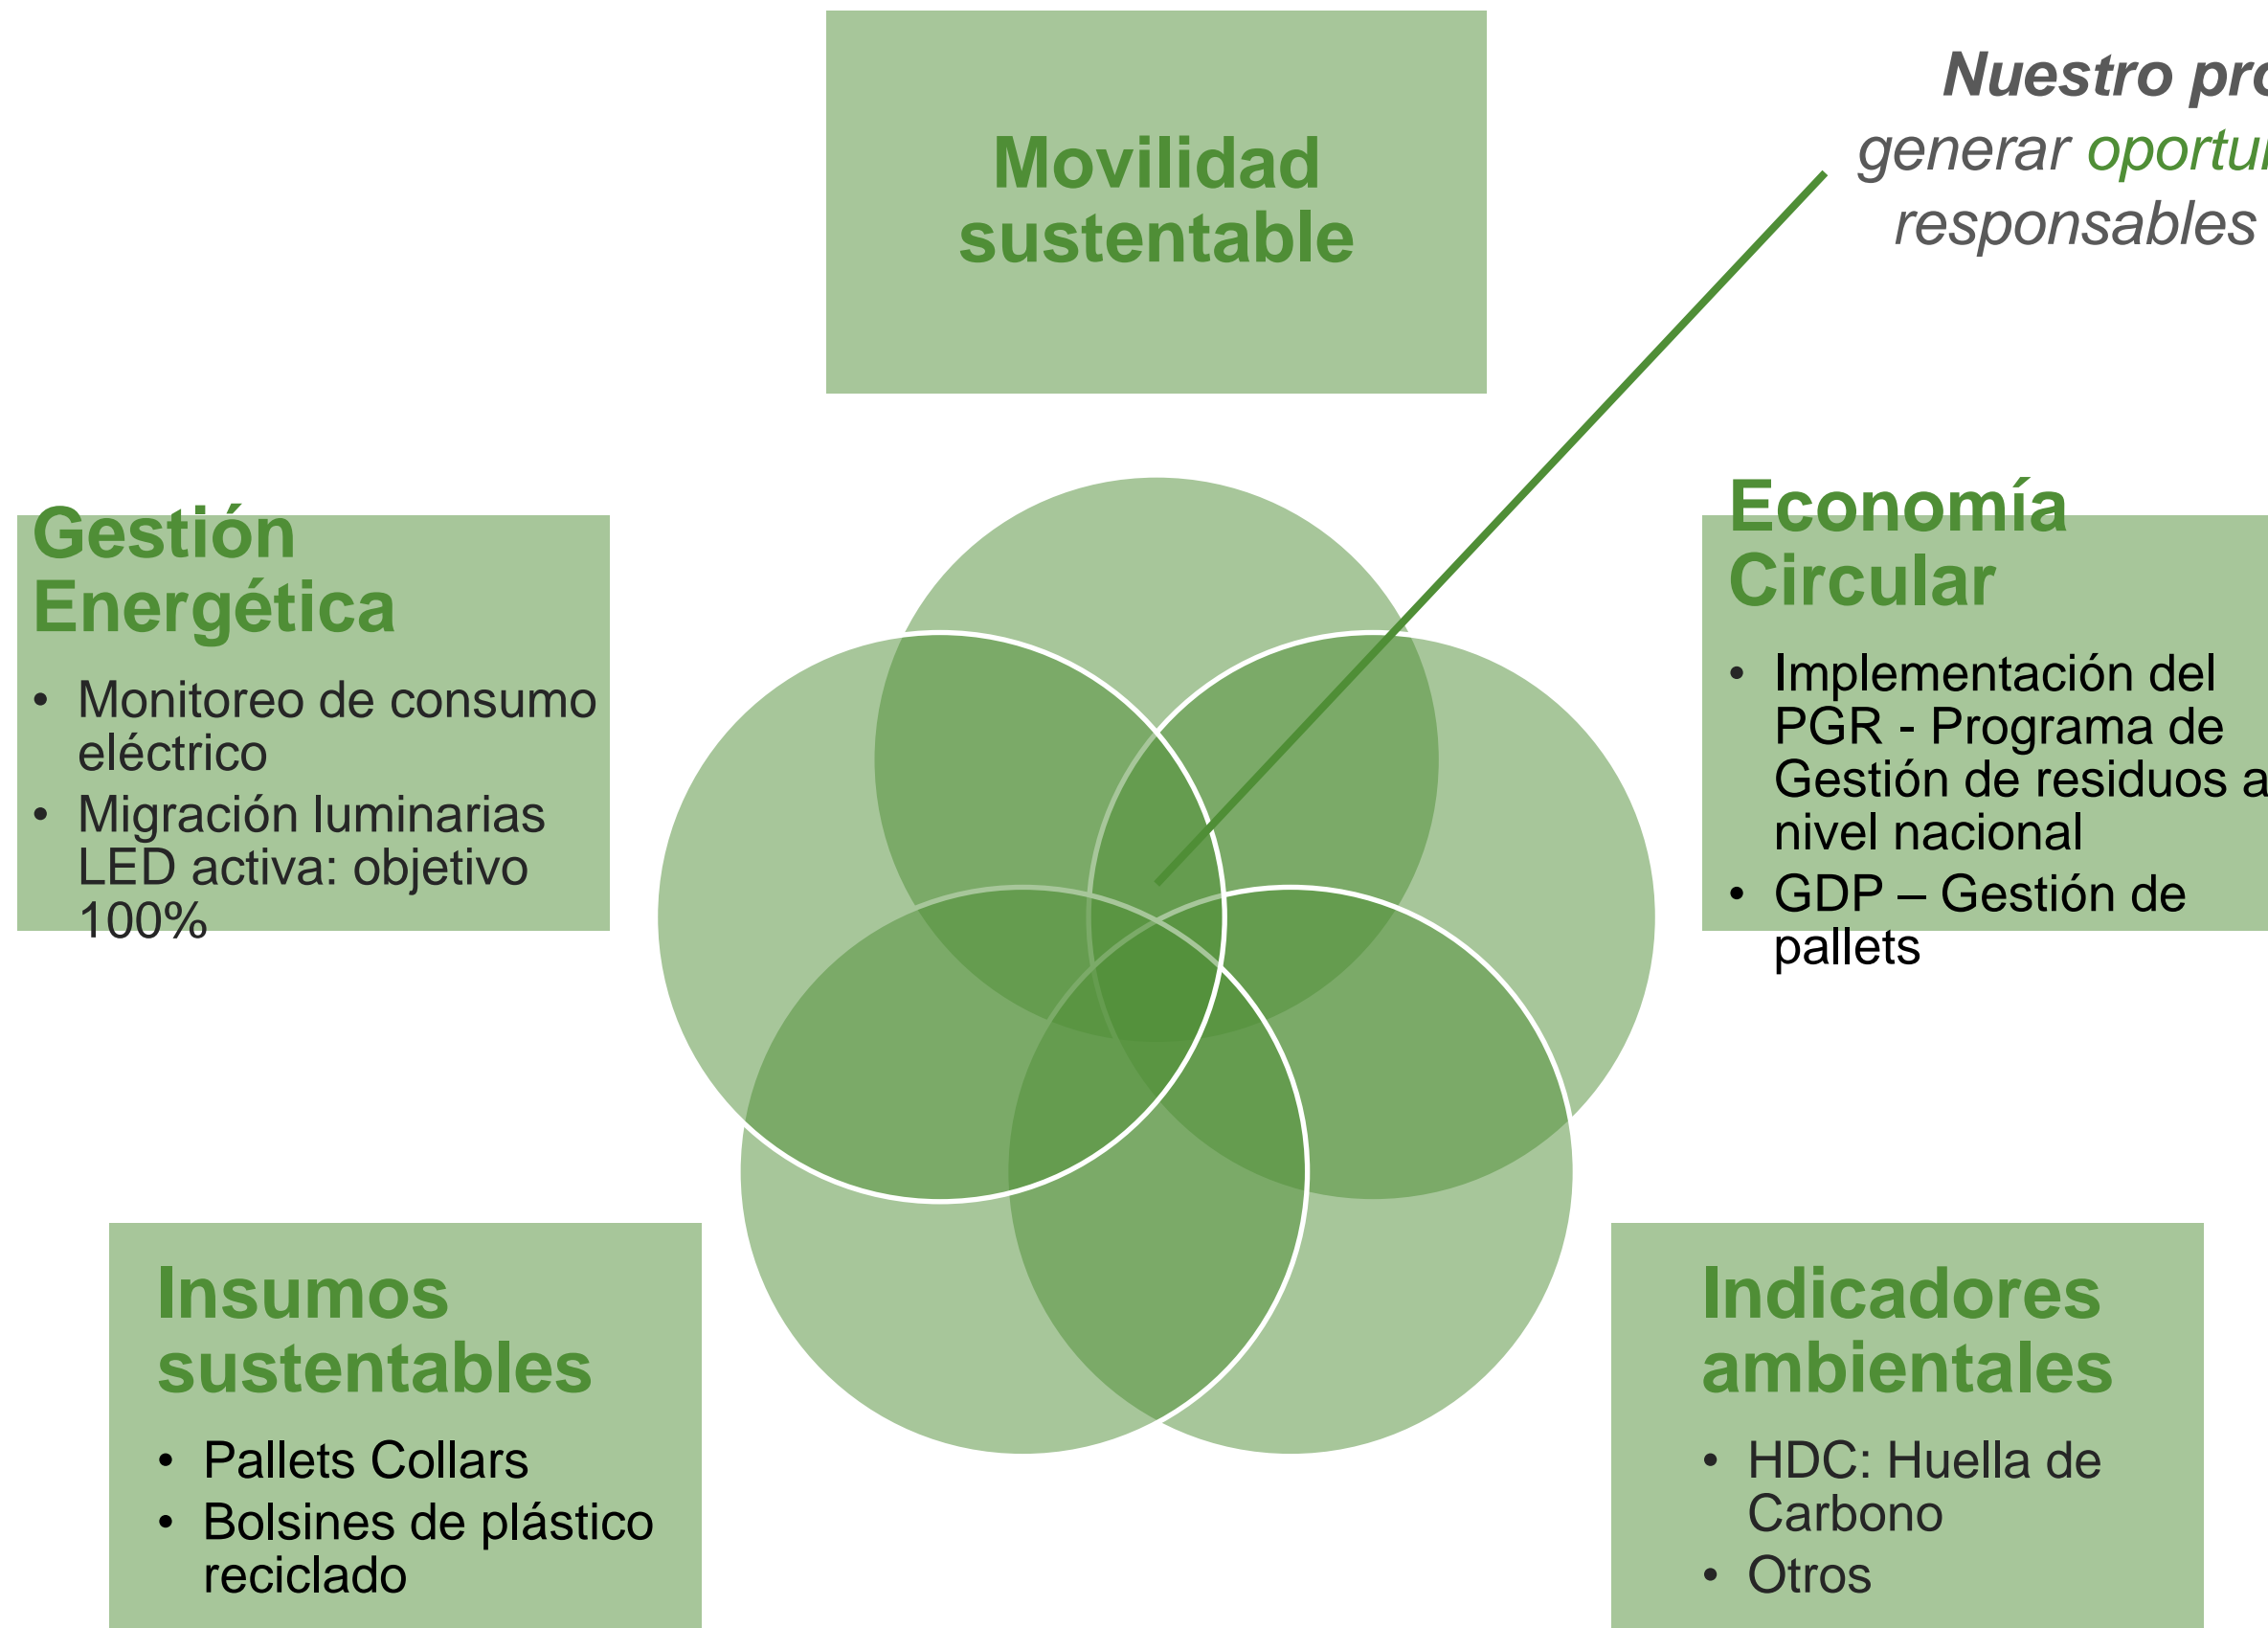 Movilidad
sustentable
Nuestro
generar
responsables
Gestión
Energética
• Monitoreo de consumo
eléctrico
• Migración luminarias
LED activa: objetivo
100%
Economía
Circular
• Implementación del
PGR - Programa de
Gestión de residuos a
nivel nacional
• GDP – Gestión de
pallets
Insumos
sustentables
• Pallets Collars
• Bolsines de plástico
reciclado
Indicadores
ambientales
• HDC: Huella de
Carbono
• Otros